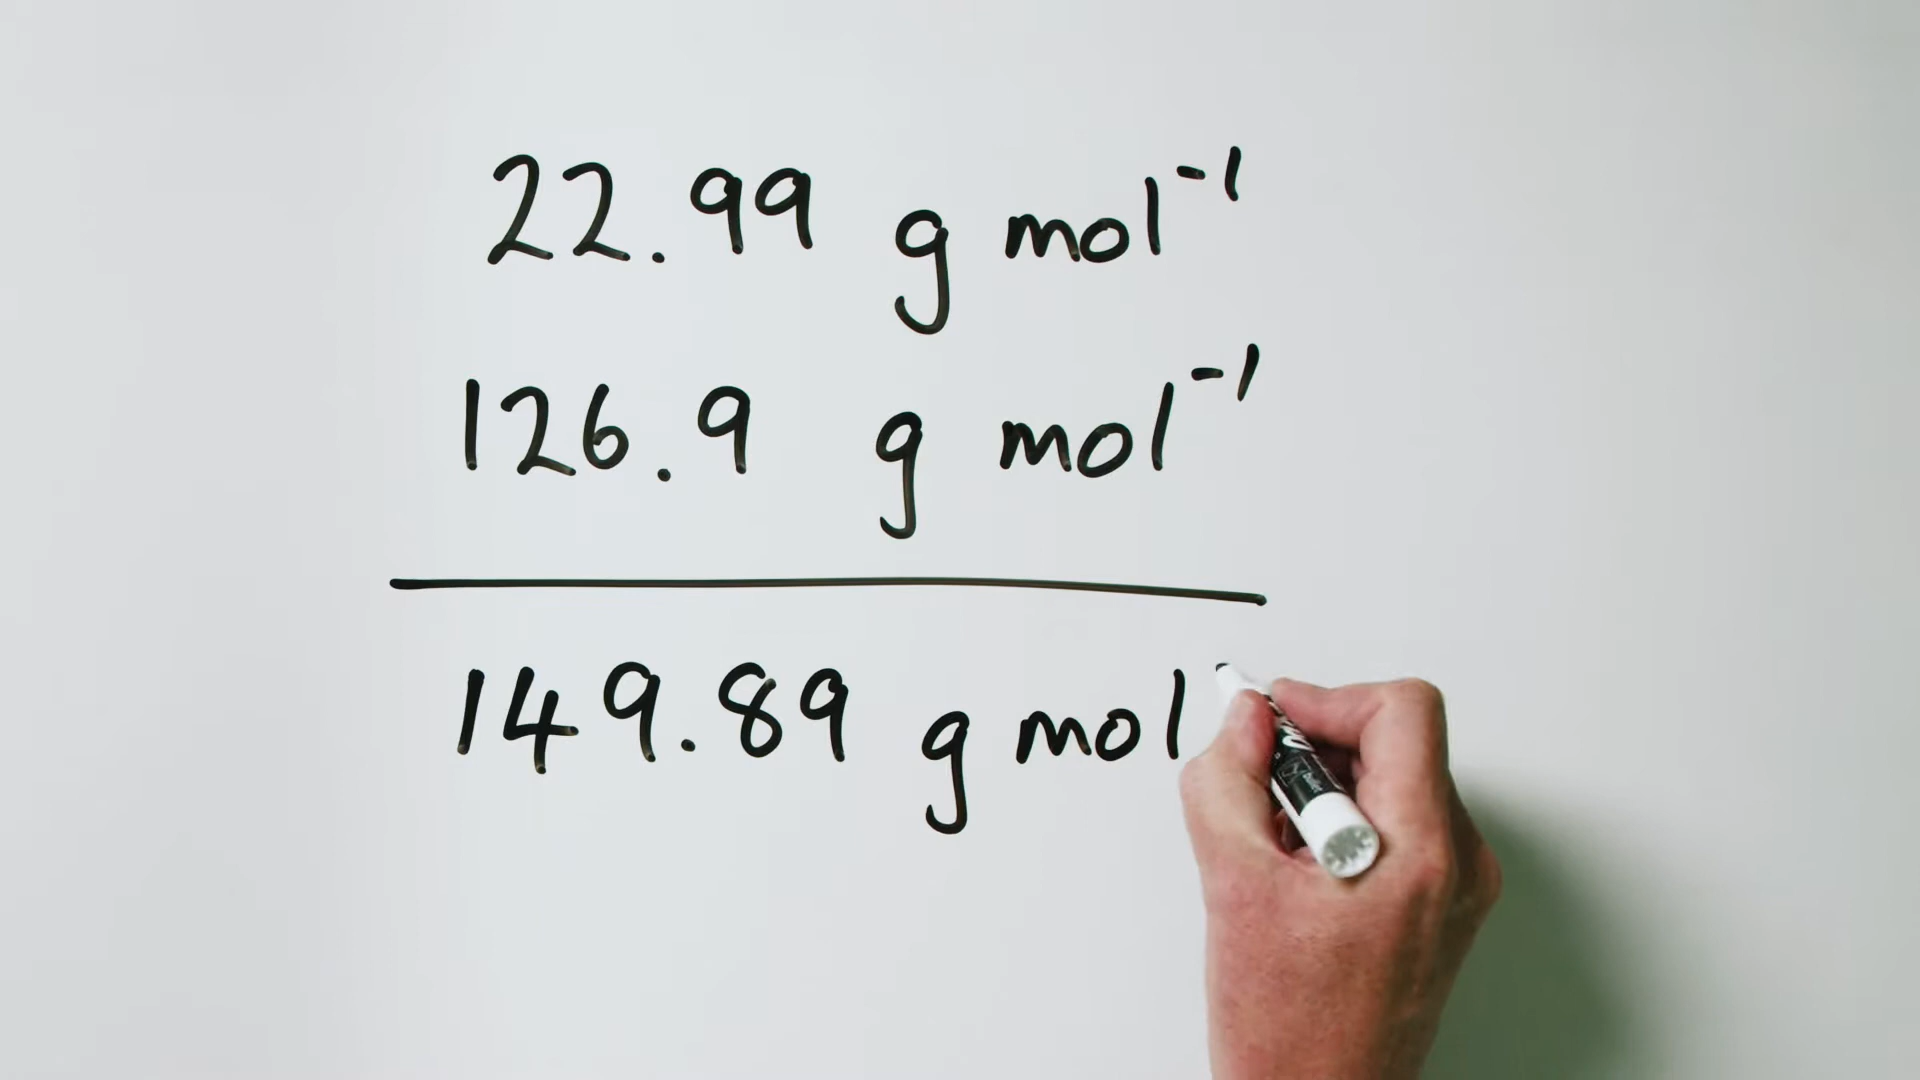 22.99 g mol⁻¹
126.9 g mol⁻¹
149.89 g mol